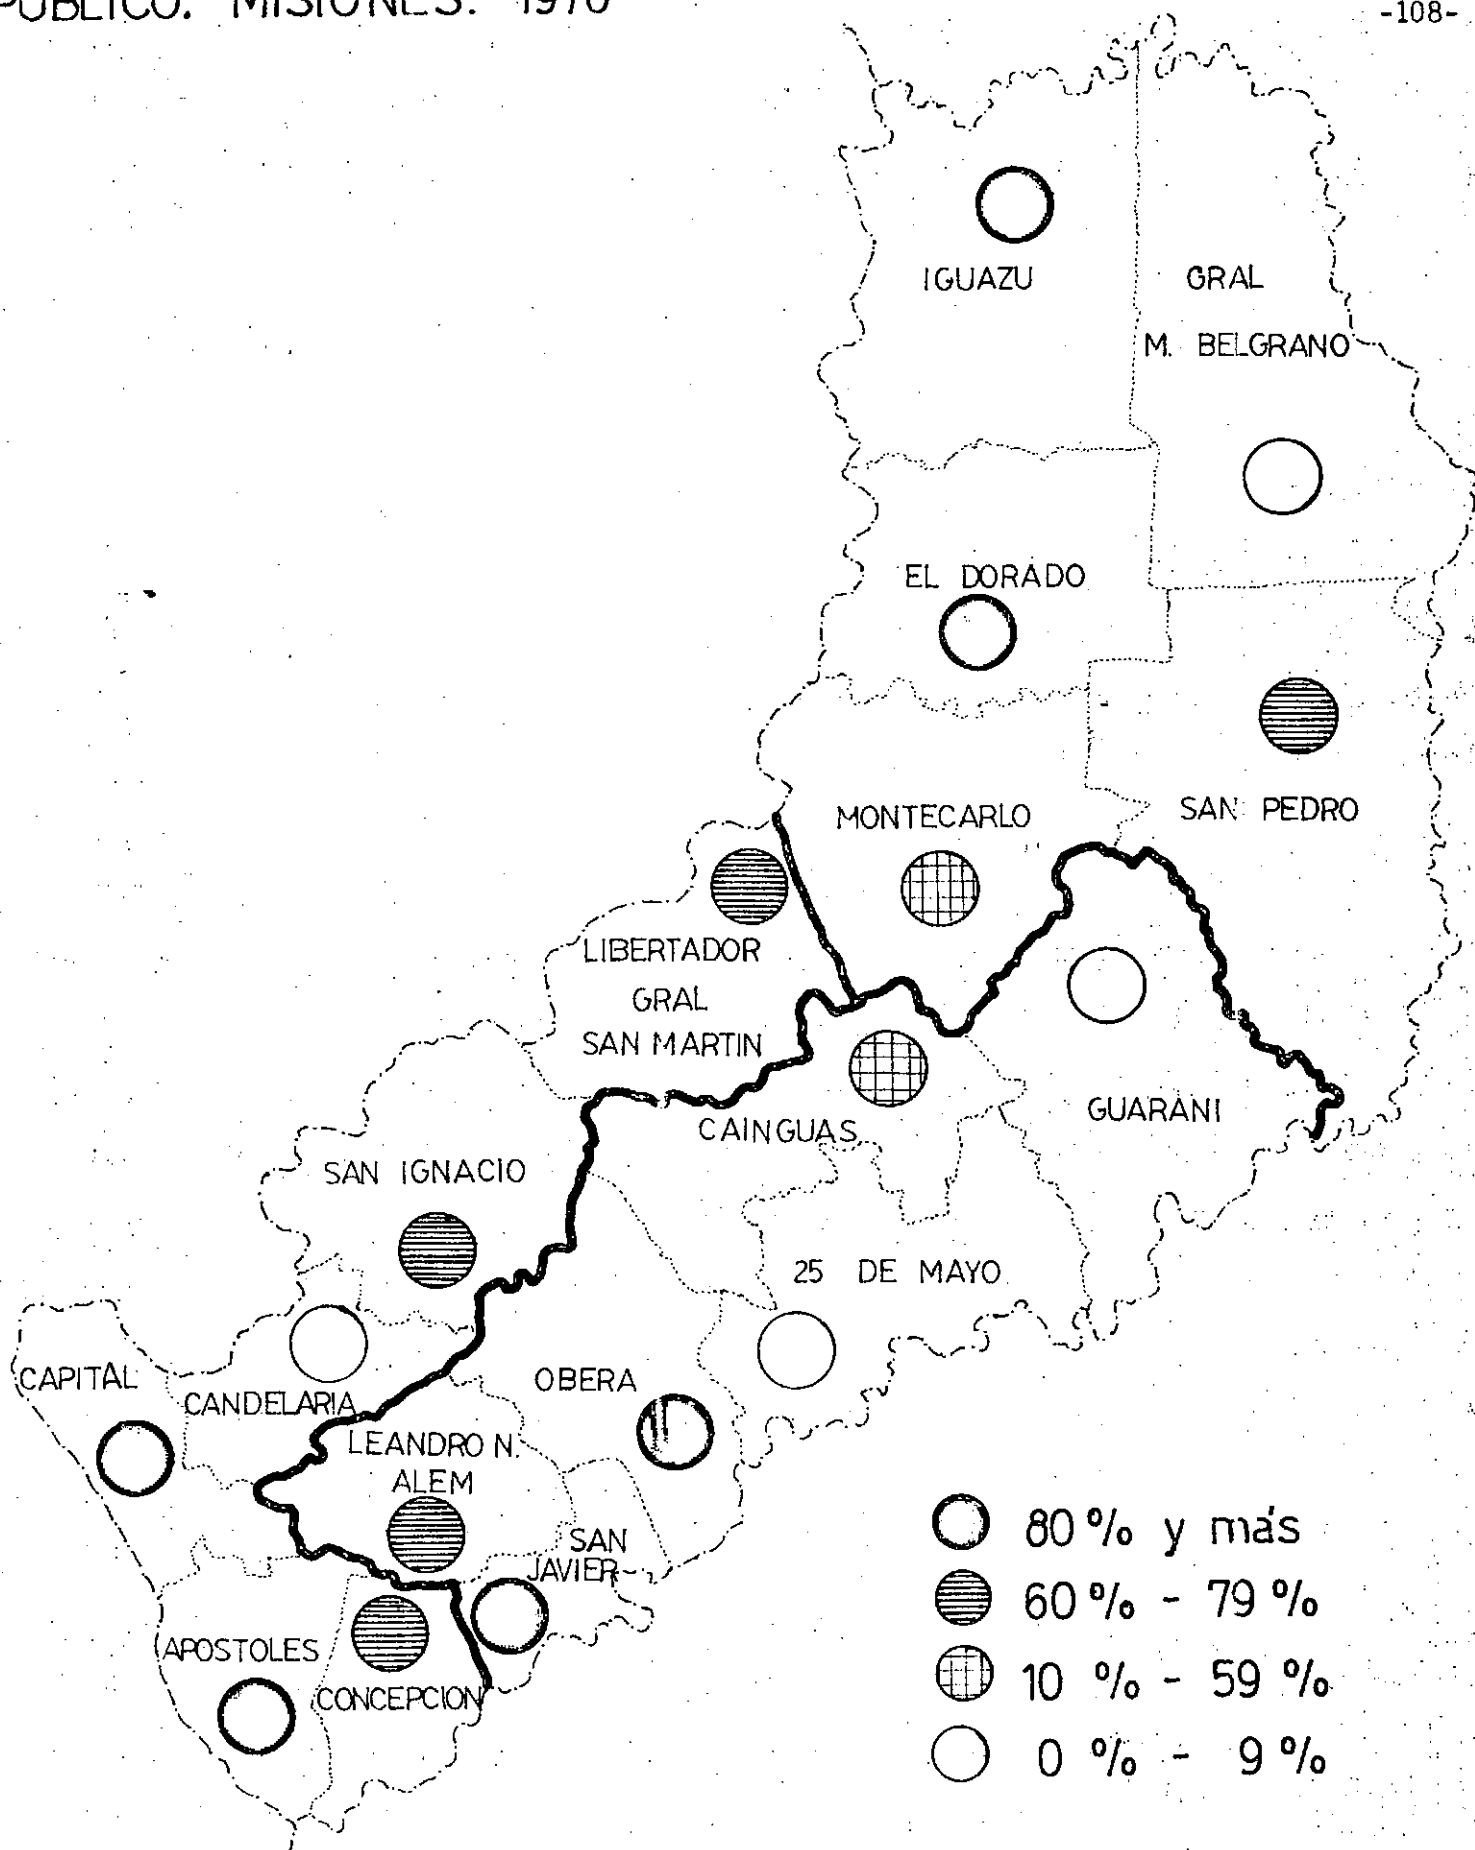 PUBLICO. MISIONES. 1970
-108-
IGUAZU
GRAL
M. BELGRANO
EL DORADO
SAN PEDRO
MONTECARLO
LIBERTADOR
GRAL
SAN MARTIN
CAINGUAS
GUARANI
SAN IGNACIO
25 DE MAYO
CAPITAL
CANDELARIA
OBERA
LEANDRO N.
ALEM
SAN
JAVIER
APOSTOLES
CONCEPCION
80 % y más
60 % - 79 %
10 % - 59 %
0 % - 9 %